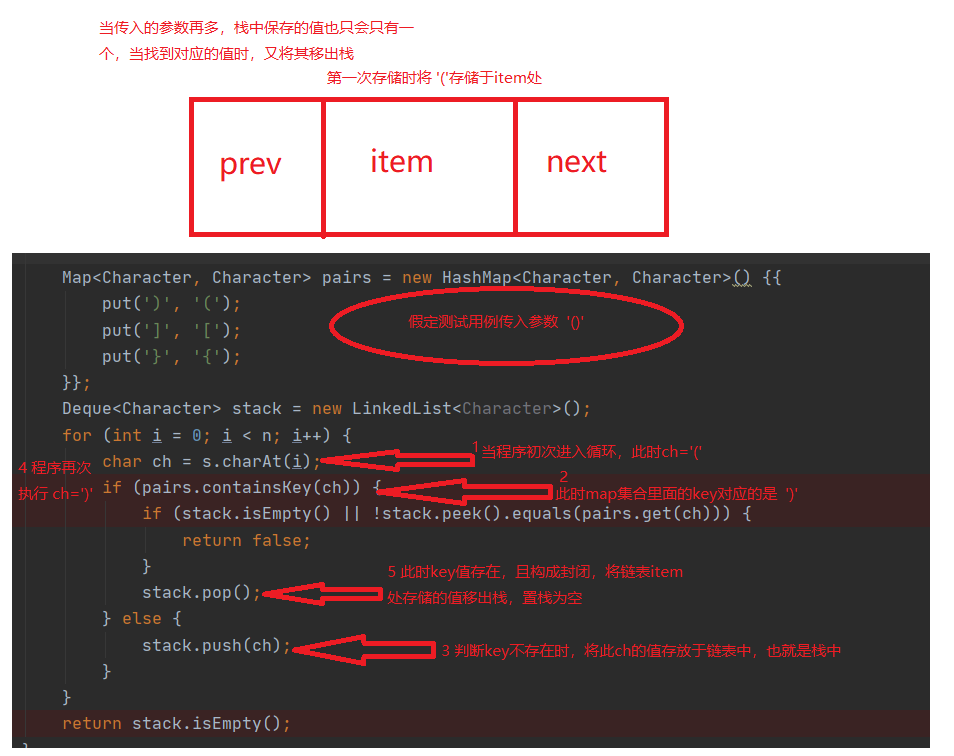 当传入的参数再多，栈中保存的值也只会只有一
个，当找到对应的值时，又将其移出栈
第一次存储时将 '('存储于item处
prev item next
Map<Character, Character> pairs = new HashMap<Character, Character>() {{
put(')', '(');
put(']', '[');
put('}', '{');
假定测试用例传入参数 '()'
}};
Deque<Character> stack = new LinkedList<Character>();
for (int i = 0; i < n; i++) {
char ch = s.charAt(i);
1当程序初次进入循环，此时ch='('
4 程序再次
执行 ch=')'
if (pairs.containsKey(ch)) {
2
此时map集合里面的key对应的是 ')'
if (stack.isEmpty() || !stack.peek().equals(pairs.get(ch))) {
return false;
}
5 此时key值存在，且构成封闭，将链表item
处存储的值移出栈，置栈为空
stack.pop();
} else {
stack.push(ch);
3 判断key不存在时，将此ch的值存放于链表中，也就是栈中
}
}
return stack.isEmpty();
}